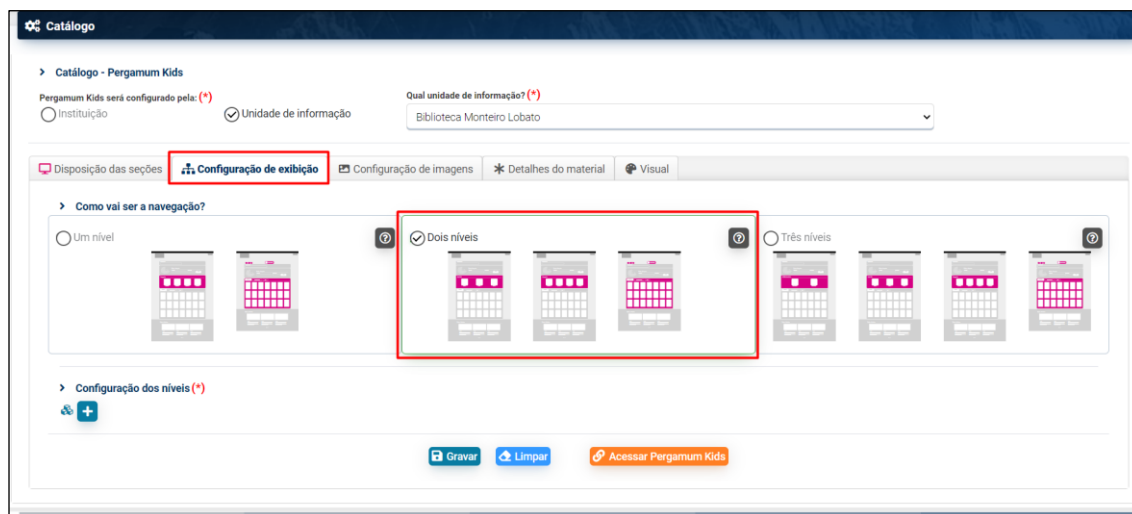 Catálogo
Catálogo - Pergamum Kids
Pergamum Kids será configurado pela: (*)
Qual unidade de informação? (*)
Instituição
Unidade de informação
Biblioteca Monteiro Lobato
Disposição das seções
Configuração de exibição
Configuração de imagens
Detalhes do material
Visual
Como vai ser a navegação?
Um nível
Dois níveis
Três níveis
Configuração dos níveis (*)
Gravar
Limpar
Acessar Pergamum Kids